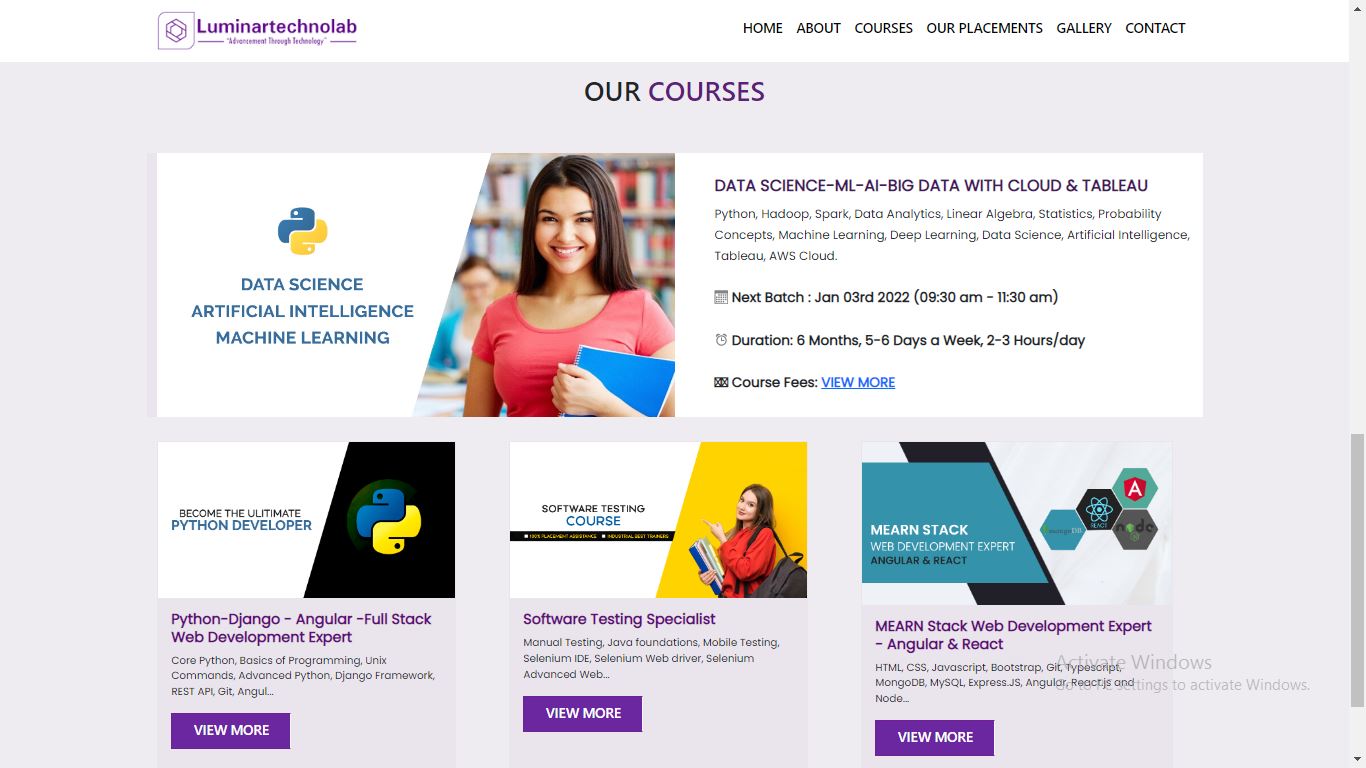 Luminartechnolab
"Advancement Through Technology"
HOME ABOUT COURSES OUR PLACEMENTS GALLERY CONTACT
OUR COURSES
DATA SCIENCE
ARTIFICIAL INTELLIGENCE
MACHINE LEARNING
DATA SCIENCE-ML-AI-BIG DATA WITH CLOUD & TABLEAU
Python, Hadoop, Spark, Data Analytics, Linear Algebra, Statistics, Probability
Concepts, Machine Learning, Deep Learning, Data Science, Artificial Intelligence,
Tableau, AWS Cloud.
Next Batch : Jan 03rd 2022 (09:30 am - 11:30 am)
Duration: 6 Months, 5-6 Days a Week, 2-3 Hours/day
Course Fees: VIEW MORE
BECOME THE ULITIMATE
PYTHON DEVELOPER
Python-Django - Angular -Full Stack
Web Development Expert
Core Python, Basics of Programming, Unix
Commands, Advanced Python, Django Framework,
REST API, Git, Angul...
VIEW MORE
SOFTWARE TESTING
COURSE
100% PLACEMENT ASSISTANCE INDUSTRIAL BEST TRAINERS
Software Testing Specialist
Manual Testing, Java foundations, Mobile Testing,
Selenium IDE, Selenium Web driver, Selenium
Advanced Web...
VIEW MORE
MEARN STACK
WEB DEVELOPMENT EXPERT
ANGULAR & REACT
A
REACT
mongoDB
node
JS
MEARN Stack Web Development Expert
- Angular & React
HTML, CSS, Javascript, Bootstrap, Git, Typescript,
MongoDB, MySQL, Express.JS, Angular, React.js and
Node...
VIEW MORE
Activate Windows
Go to PC settings to activate Windows.